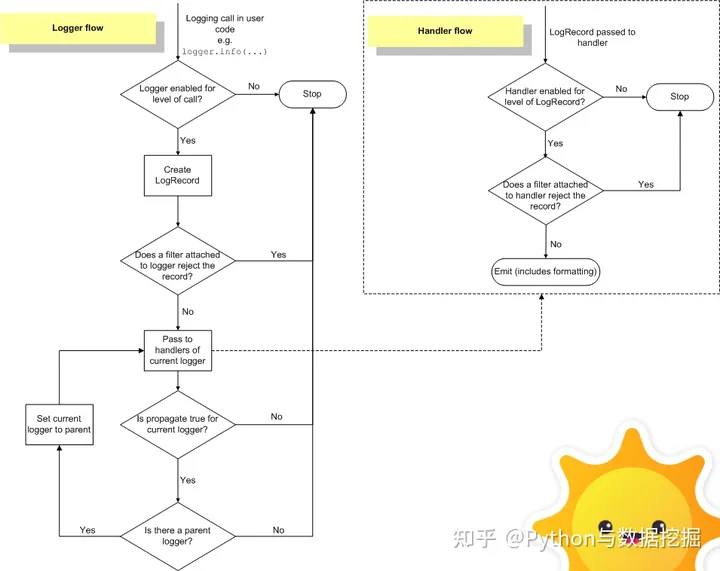 Logger flow
Logging call in user
code
e.g.
logger.info(...)
Logger enabled for
level of call?
No
Stop
Yes
Create
LogRecord
Does a filter attached
to logger reject the
record?
Yes
No
Pass to
handlers of
current logger
Set current
logger to parent
Is propagate true for
current logger?
No
Yes
Is there a parent
logger?
Yes
No
Handler flow
LogRecord passed to
handler
Handler enabled for
level of LogRecord?
No
Stop
Yes
Does a filter attached
to handler reject the
record?
Yes
No
Emit (includes formatting)
知乎 @Python与数据挖掘